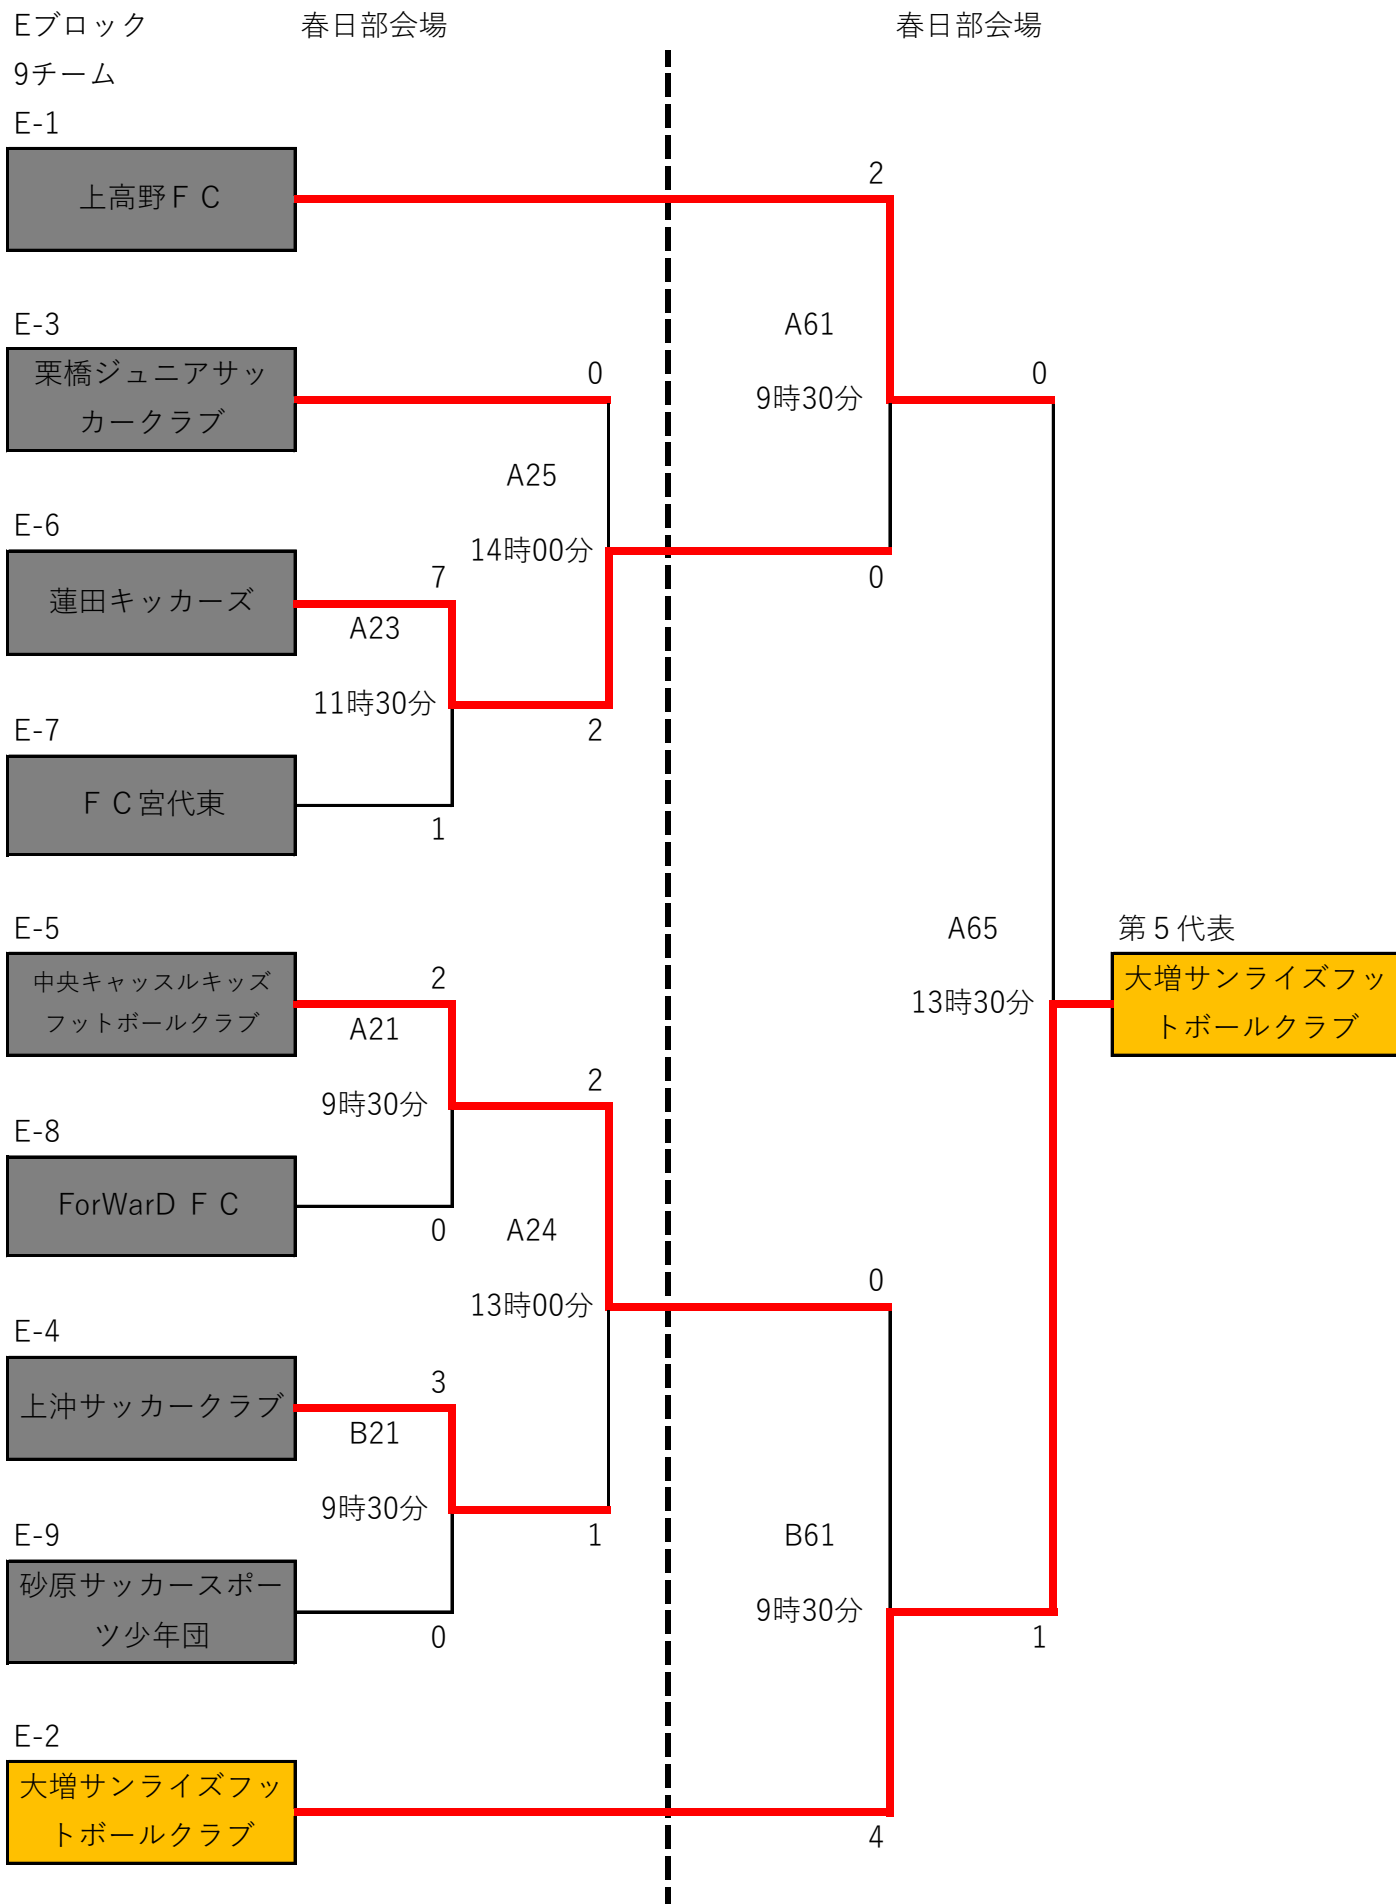 Eブロック 春日部会場 春日部会場
9チーム
E-1
上高野ＦＣ
2
E-3
栗橋ジュニアサッ
カークラブ
0
A61
9時30分
0
A25
14時00分
E-6
蓮田キッカーズ
7
A23
11時30分
0
2
E-7
ＦＣ宮代東
1
E-5
中央キャッスルキッズ
フットボールクラブ
2
A21
9時30分
2
A65
13時30分
第５代表
大増サンライズフッ
トボールクラブ
E-8
ForWarD ＦＣ
0
A24
13時00分
0
E-4
上沖サッカークラブ
3
B21
9時30分
1
E-9
砂原サッカースポー
ツ少年団
0
B61
9時30分
1
E-2
大増サンライズフッ
トボールクラブ
4